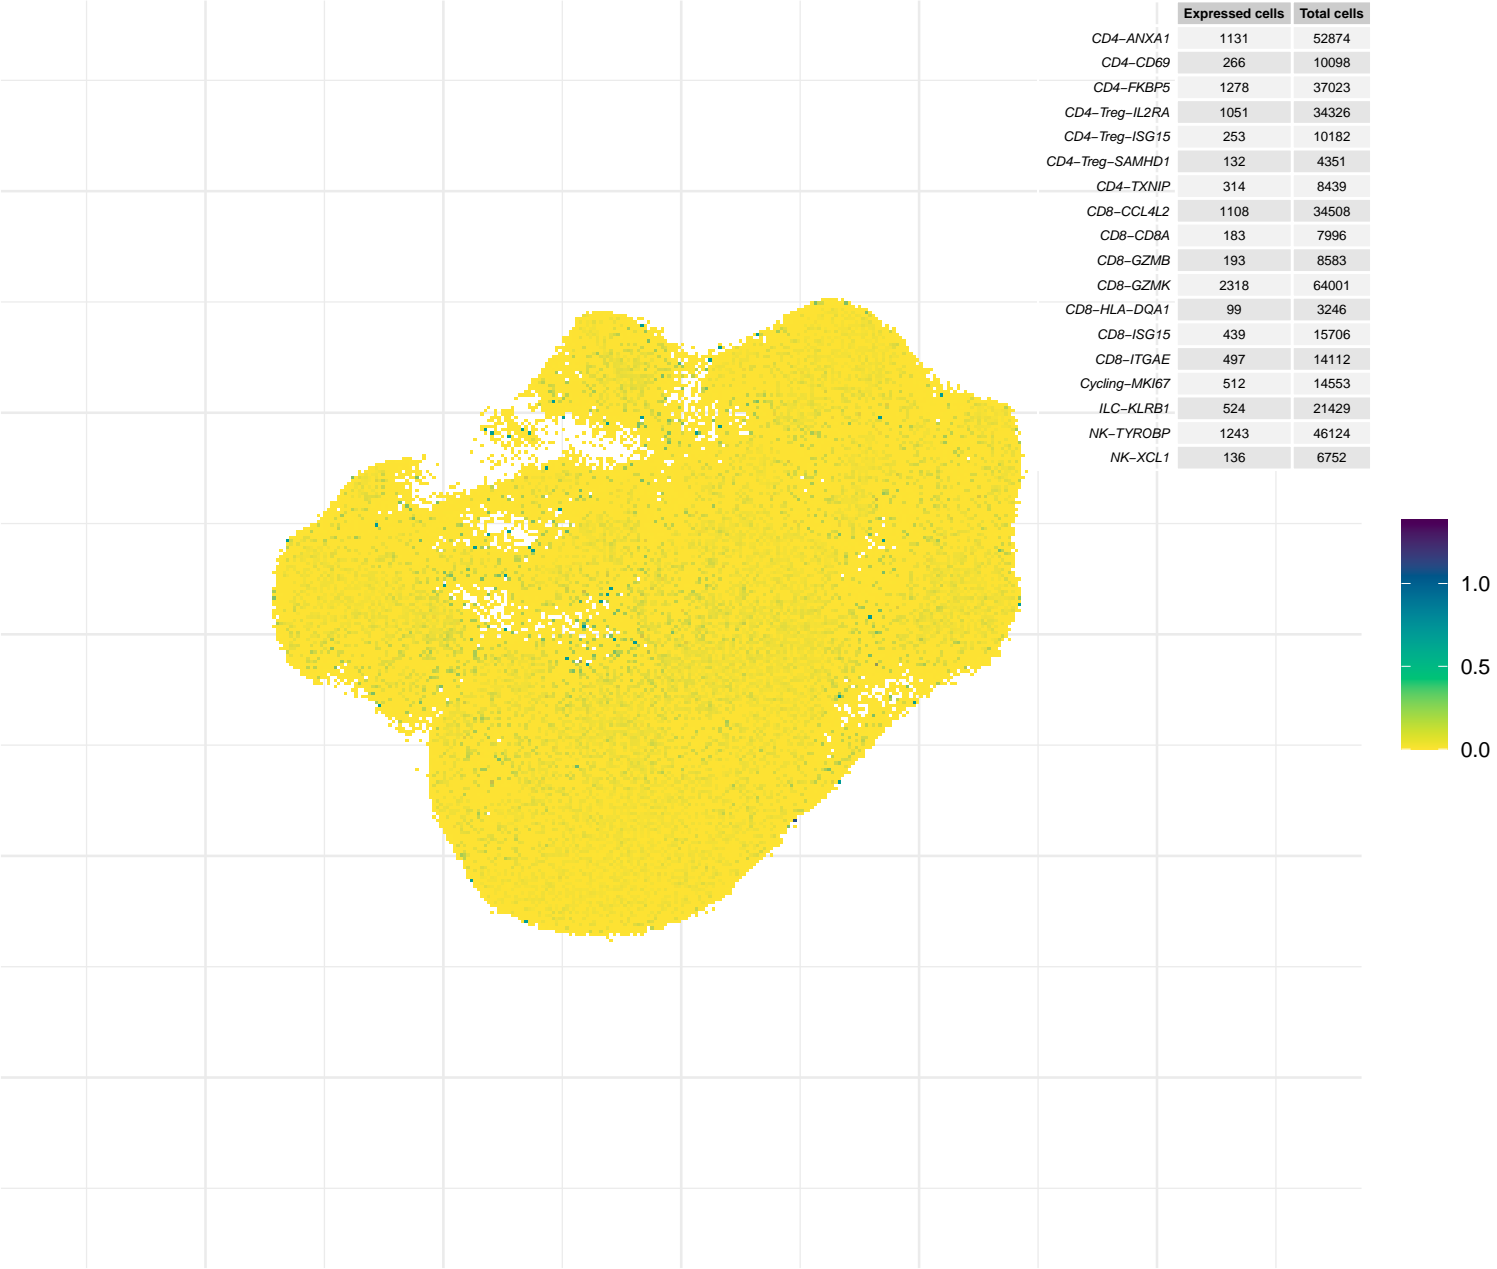 Expressed cells Total cells
CD4−ANXA1 1131 52874
CD4−CD69 266 10098
CD4−FKBP5 1278 37023
CD4−Treg−IL2RA 1051 34326
CD4−Treg−ISG15 253 10182
CD4−Treg−SAMHD1 132 4351
CD4−TXNIP 314 8439
CD8−CCL4L2 1108 34508
CD8−CD8A 183 7996
CD8−GZMB 193 8583
CD8−GZMK 2318 64001
CD8−HLA−DQA1 99 3246
CD8−ISG15 439 15706
CD8−ITGAE 497 14112
Cycling−MKI67 512 14553
ILC−KLRB1 524 21429
NK−TYROBP 1243 46124
NK−XCL1 136 6752
1.0
0.5
0.0